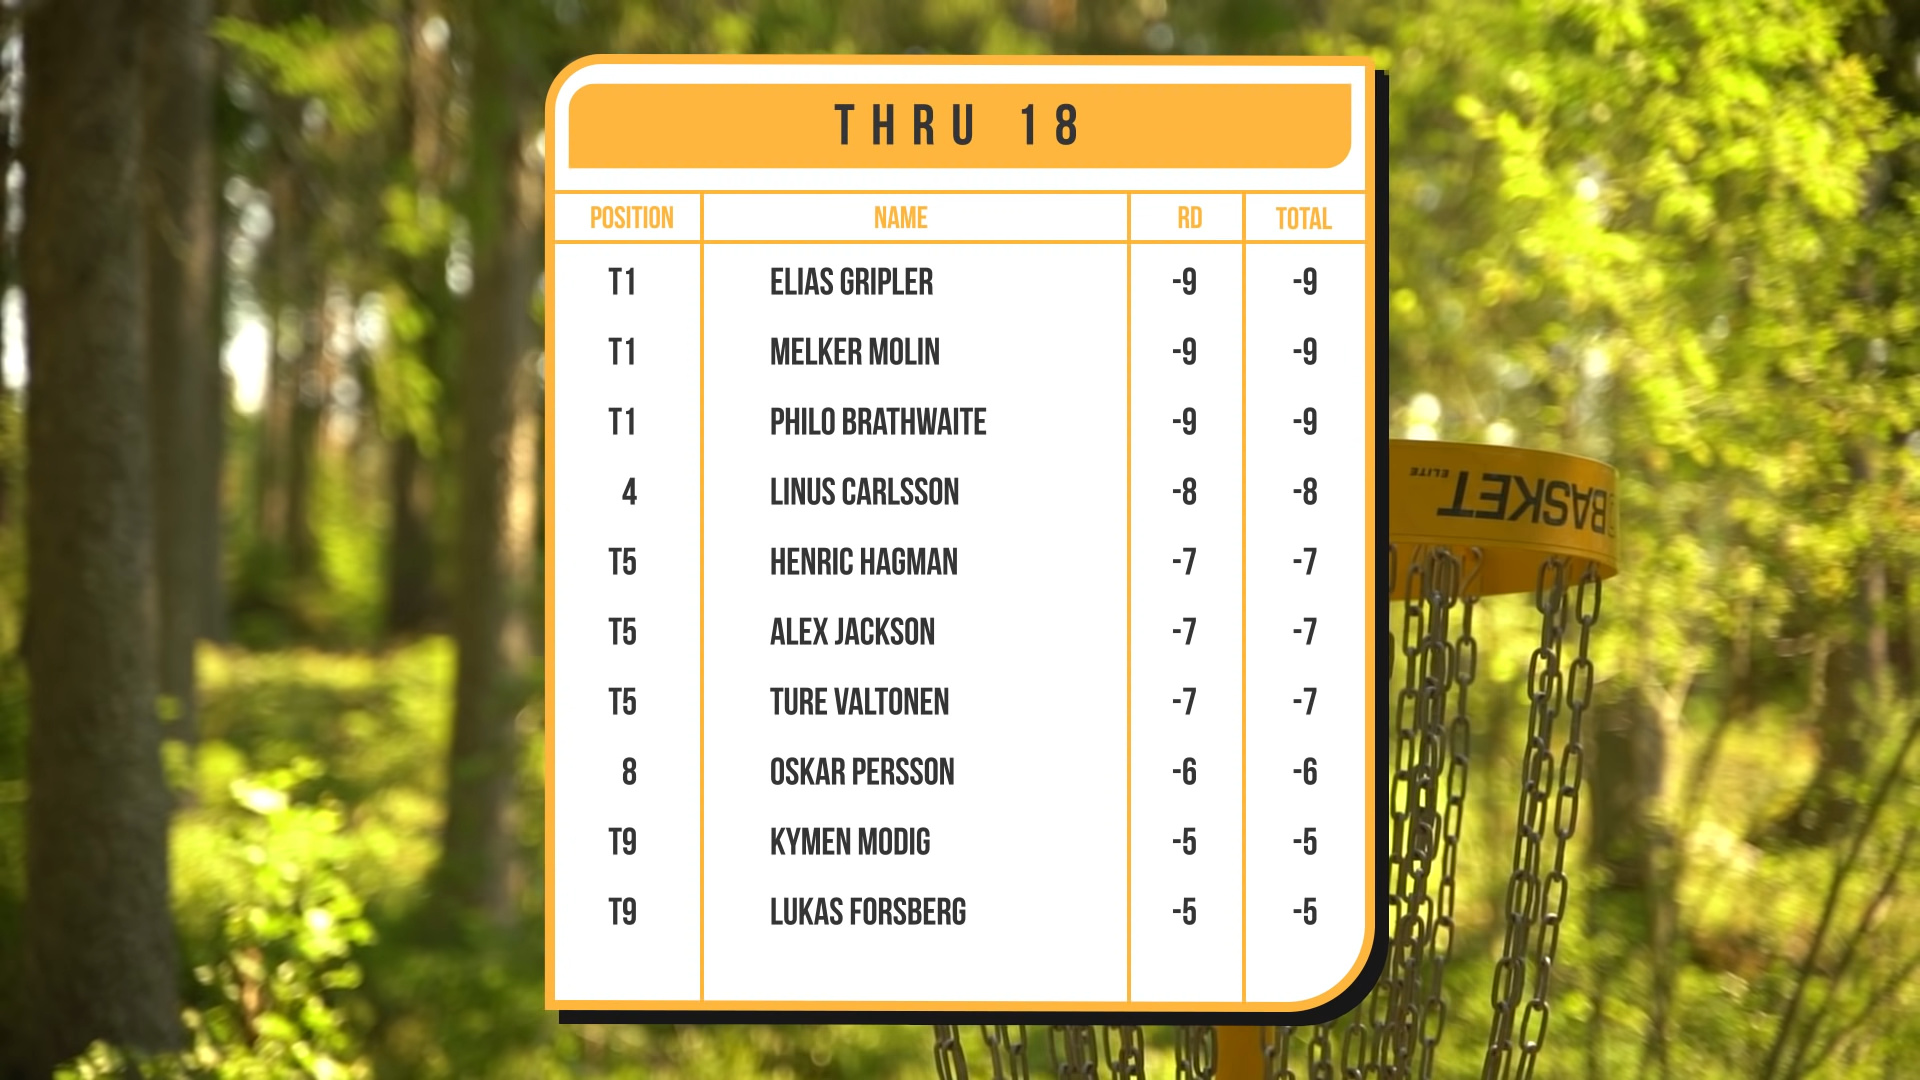 THRU 18
POSITION NAME RD TOTAL
T1 ELIAS GRIPLER -9 -9
T1 MELKER MOLIN -9 -9
T1 PHILO BRATHWAITE -9 -9
4 LINUS CARLSSON -8 -8
T5 HENRIC HAGMAN -7 -7
T5 ALEX JACKSON -7 -7
T5 TURE VALTONEN -7 -7
8 OSKAR PERSSON -6 -6
T9 KYMEN MODIG -5 -5
T9 LUKAS FORSBERG -5 -5
BASKET
ELITE